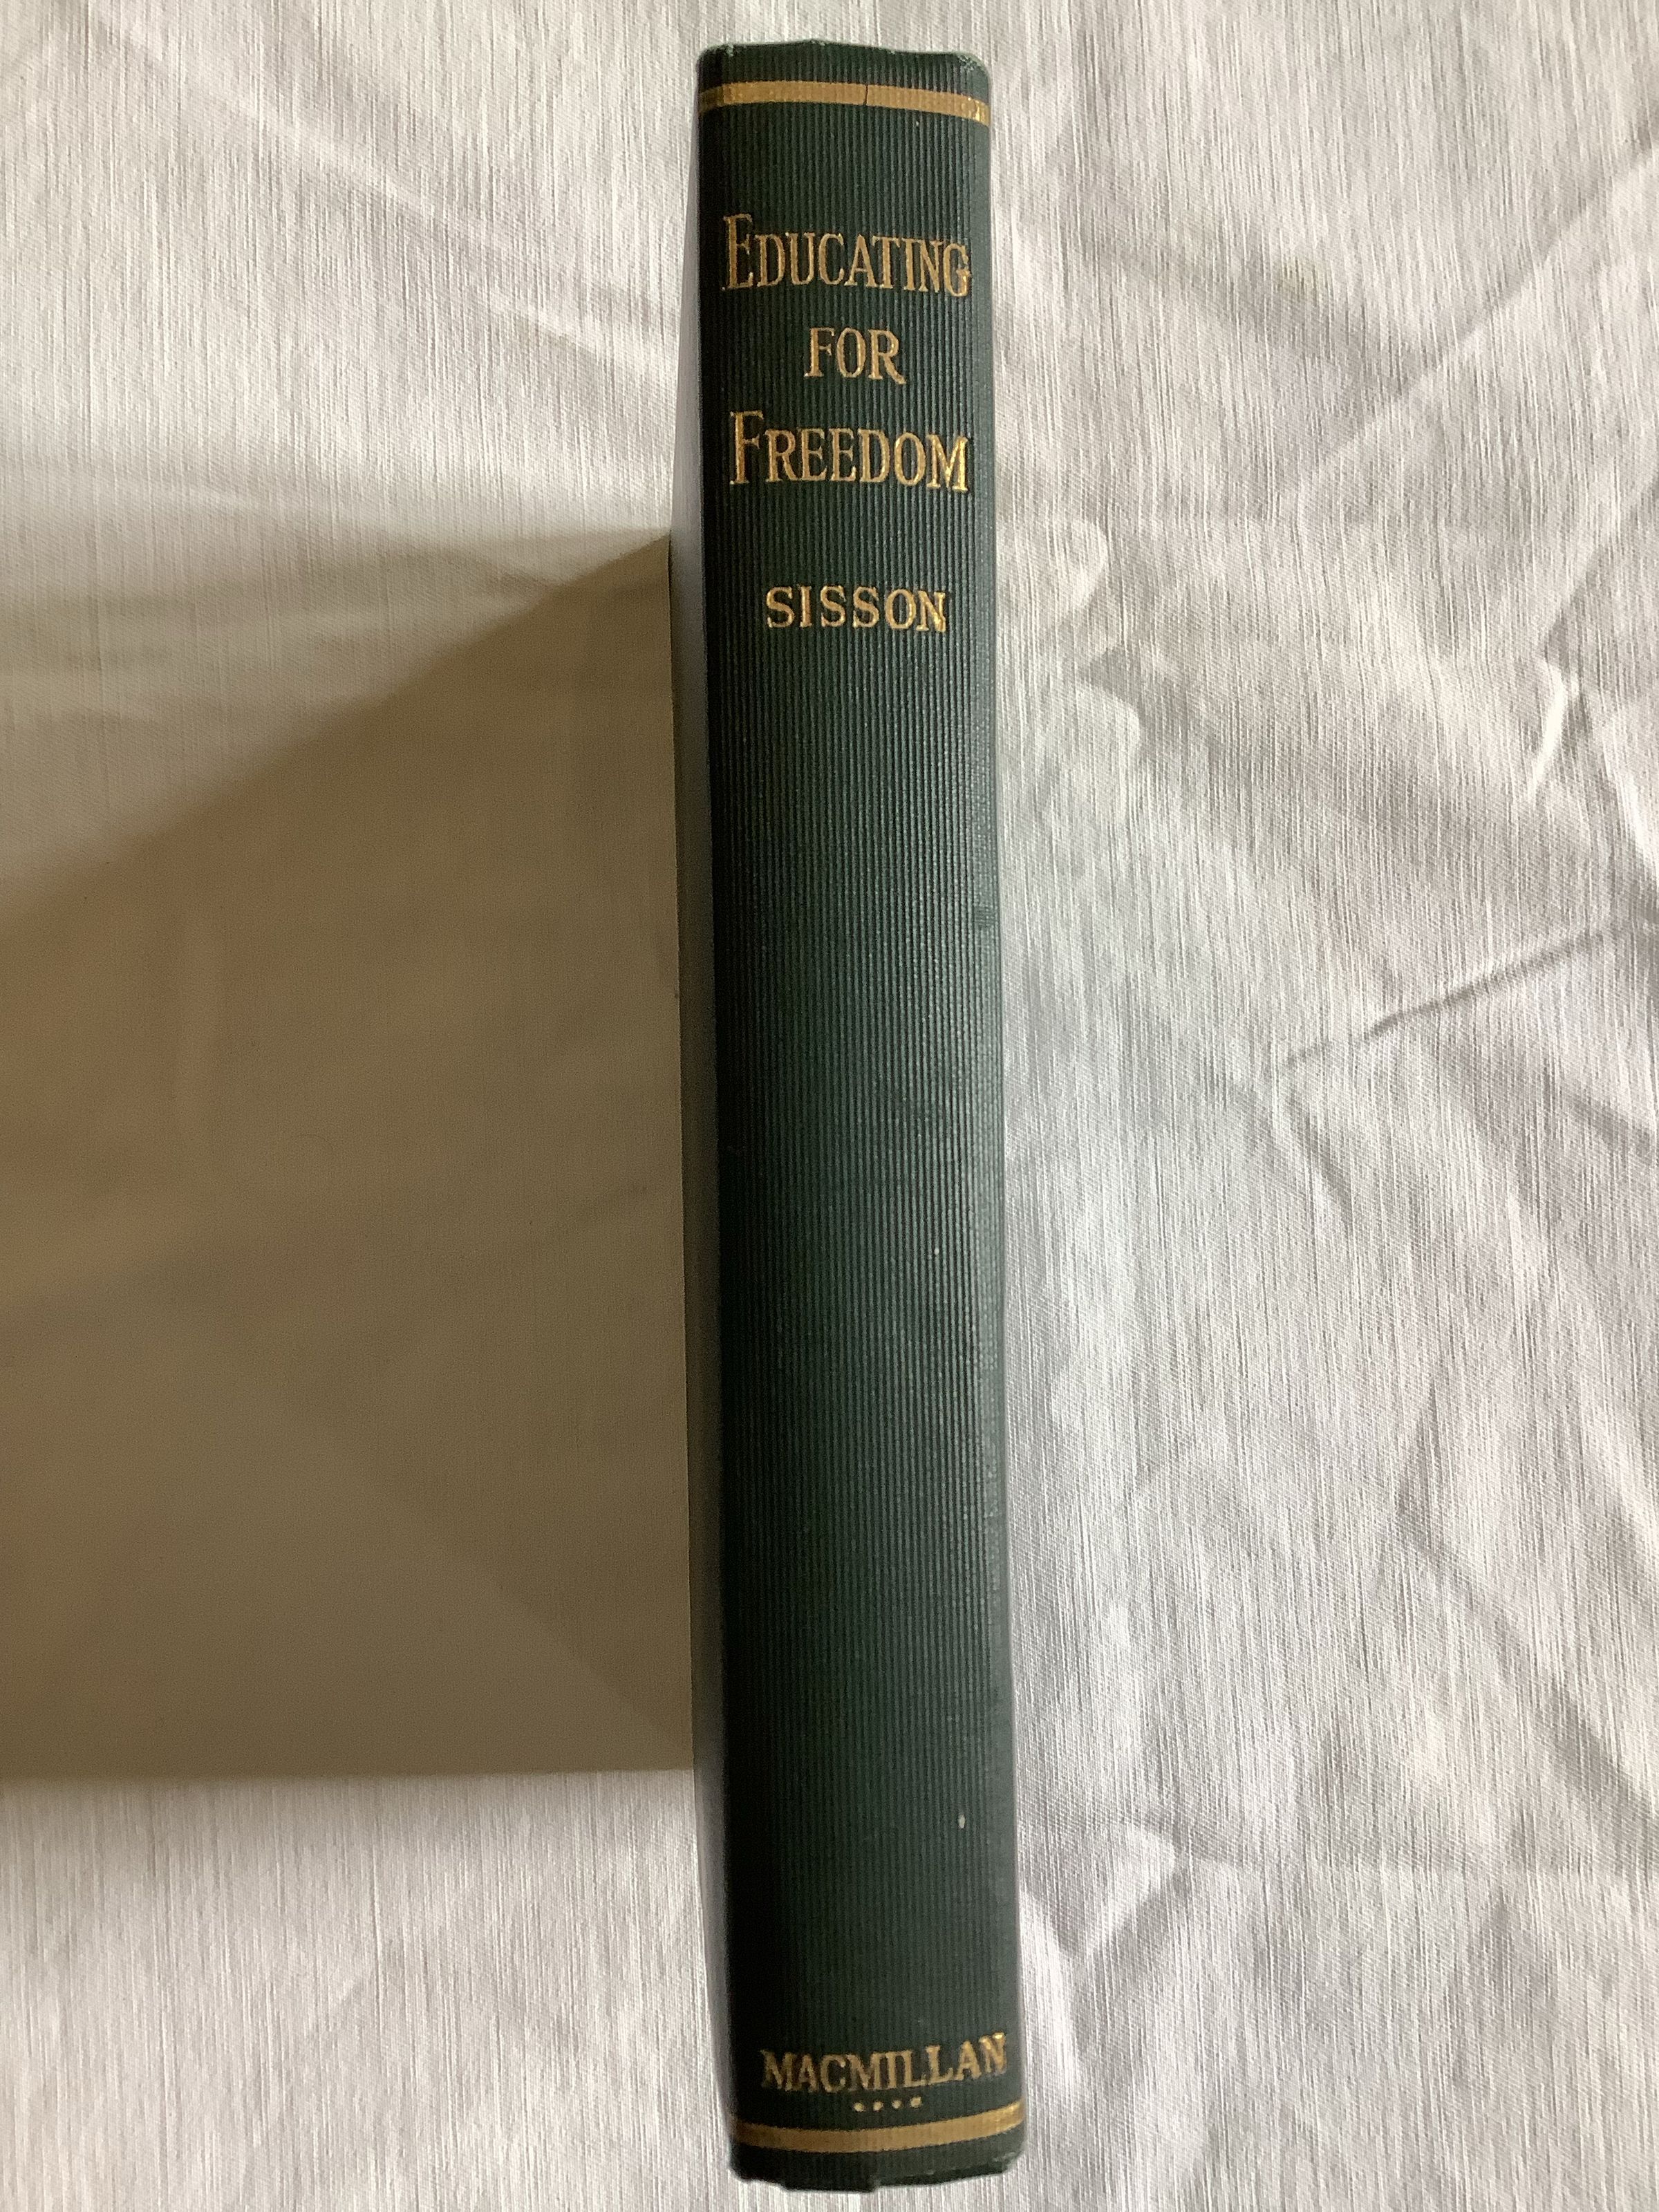 EDUCATING
FOR
FREEDOM
SISSON
MACMILLAN